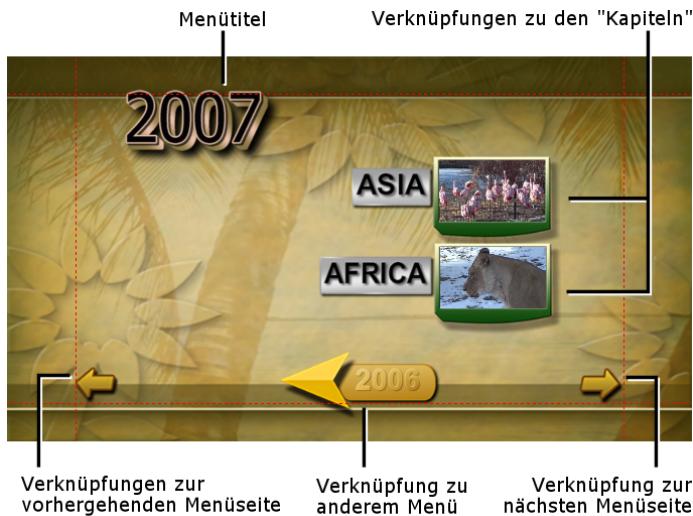 Menütitel
Verknüpfungen zu den "Kapiteln"
2007
ASIA
AFRICA
2006
Verknüpfungen zur
vorhergehenden Menüseite
Verknüpfung zu
anderem Menü
Verknüpfung zur
nächsten Menüseite